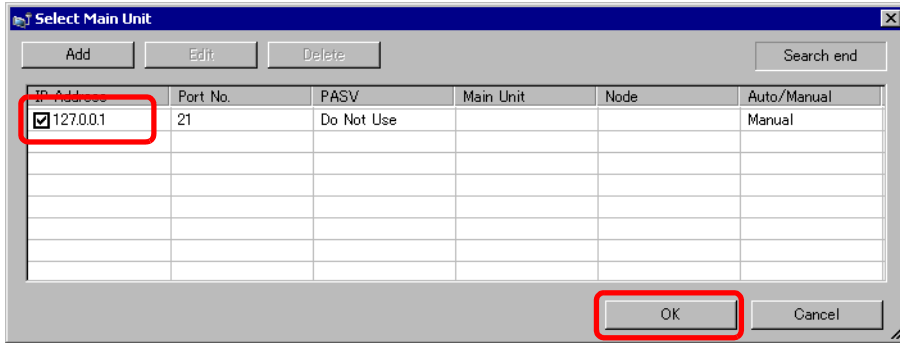 Select Main Unit
Add Edit Delete Search end
IP Address Port No. PASV Main Unit Node Auto/Manual
127.0.0.1 21 Do Not Use Manual
OK Cancel